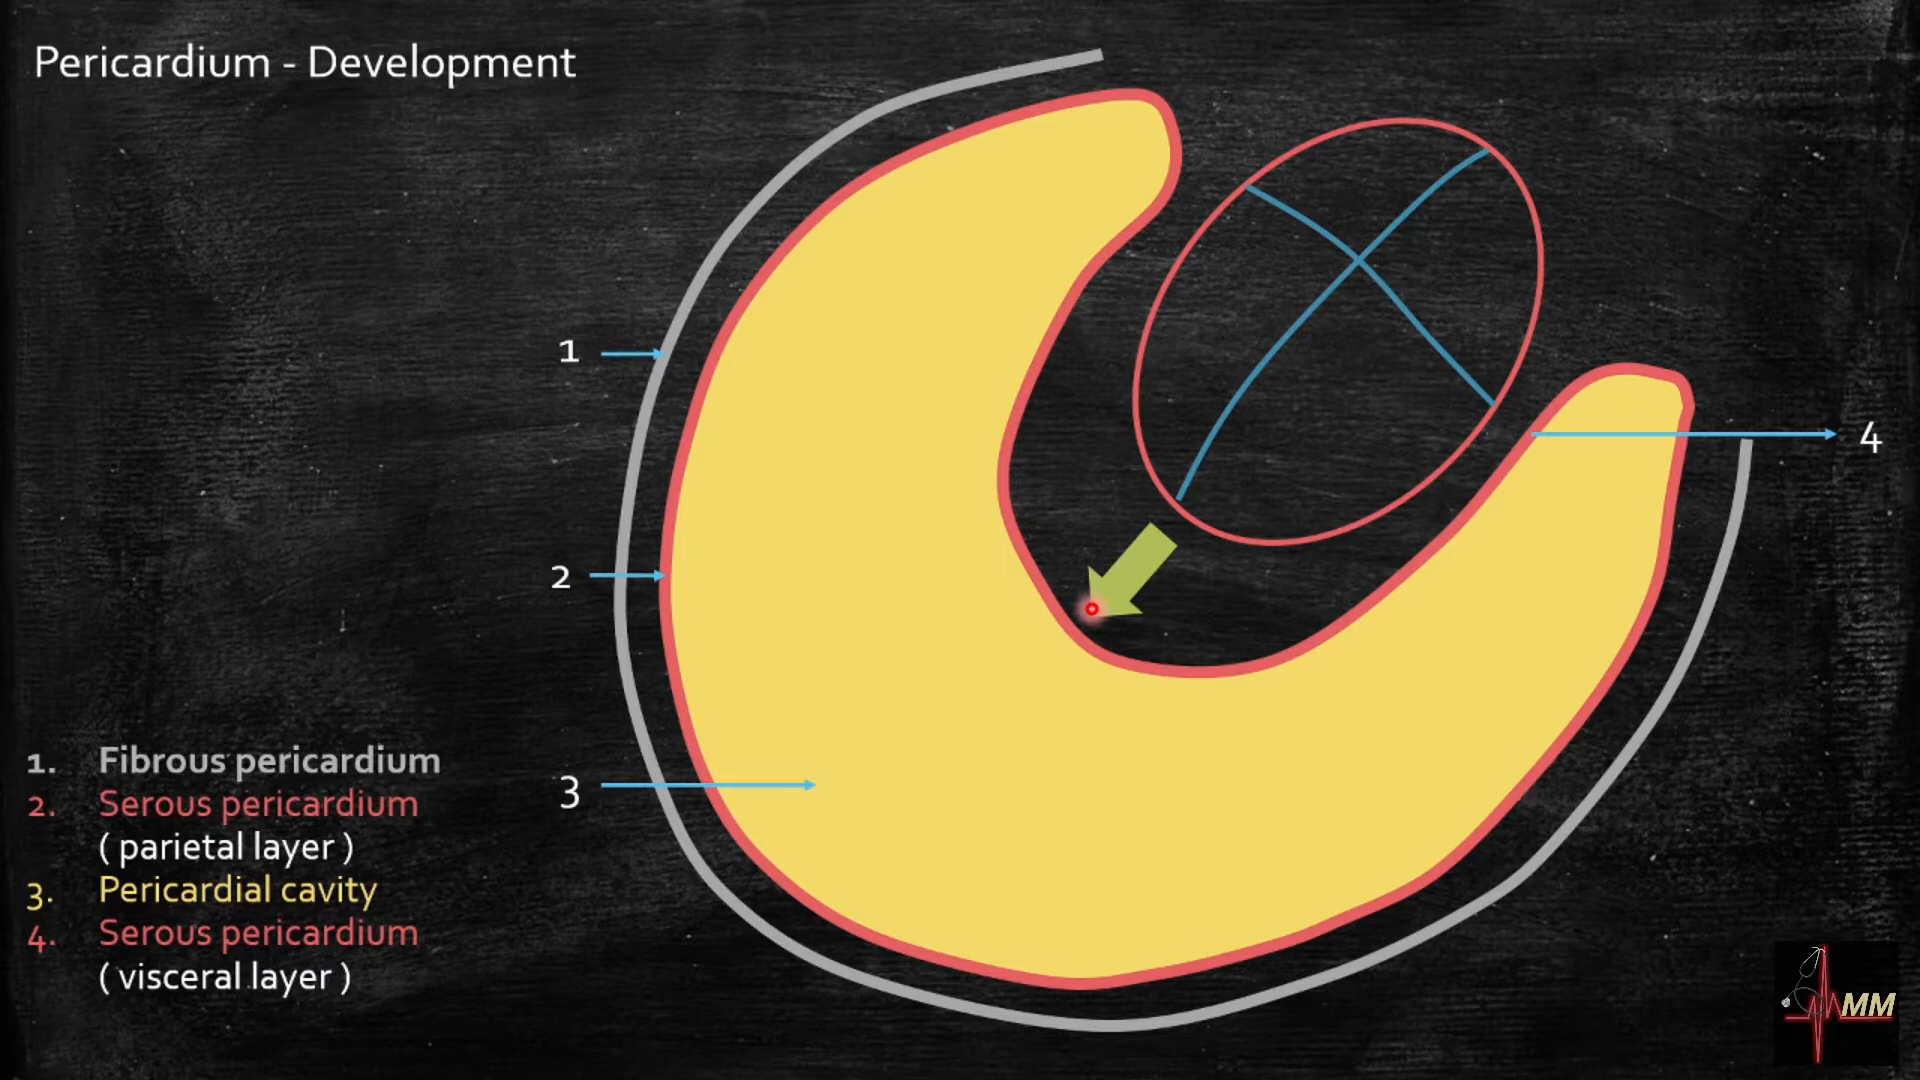 Pericardium - Development
1
4
2
3
1. Fibrous pericardium
2. Serous pericardium
( parietal layer )
3. Pericardial cavity
4. Serous pericardium
( visceral layer )
MM